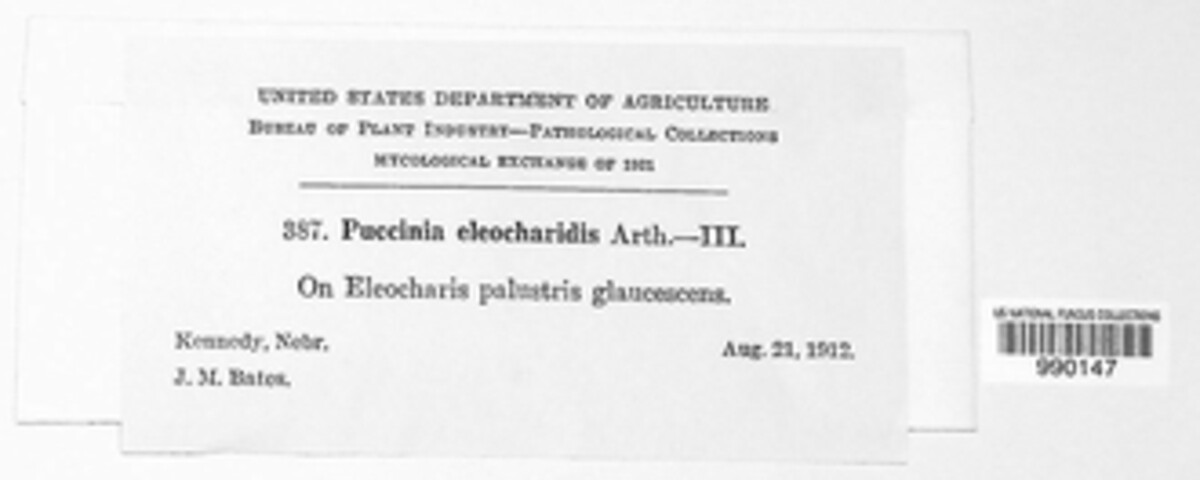 UNITED STATES DEPARTMENT OF AGRICULTURE
BUREAU OF PLANT INDUSTRY—PATHOLOGICAL COLLECTIONS
MYCOLOGICAL EXCHANGE OF
387. Puccinia eleocharidis Arth.—III.
On Eleocharis palustris glaucescens.
Kennedy, Nebr.
Aug. 21, 1912.
J. M. Bates.
US NATIONAL FUNGUS COLLECTIONS
990147